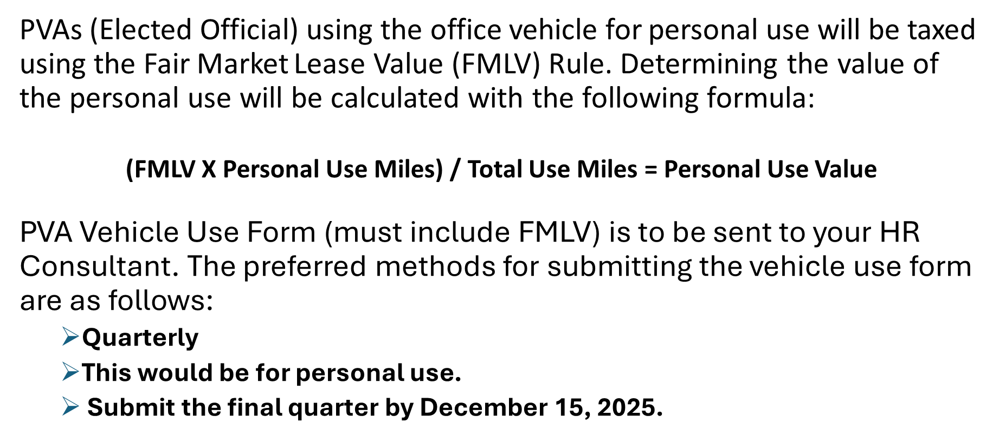 PVAs (Elected Official) using the office vehicle for personal use will be taxed
using the Fair Market Lease Value (FMLV) Rule. Determining the value of
the personal use will be calculated with the following formula:
(FMLV X Personal Use Miles) / Total Use Miles = Personal Use Value
PVA Vehicle Use Form (must include FMLV) is to be sent to your HR
Consultant. The preferred methods for submitting the vehicle use form
are as follows:
➢Quarterly
➢This would be for personal use.
➢ Submit the final quarter by December 15, 2025.